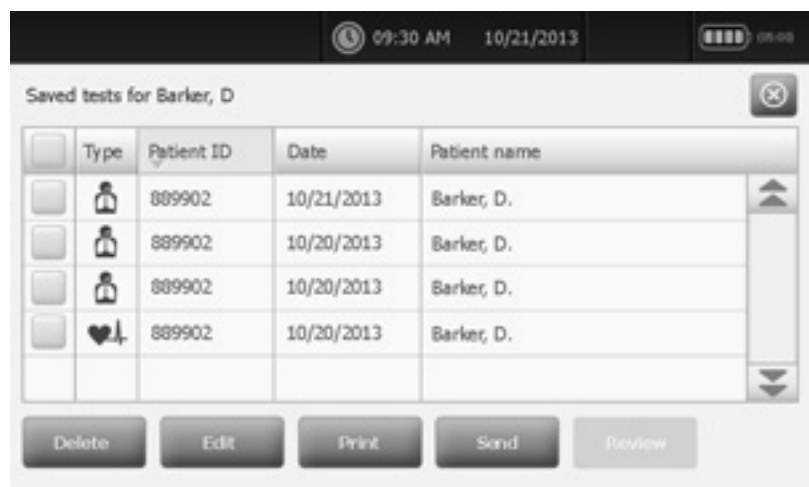 09:30 AM 10/21/2013
Saved tests for Barker, D
Type Patient ID Date Patient name
889902 10/21/2013 Barker, D.
889902 10/20/2013 Barker, D.
889902 10/20/2013 Barker, D.
889902 10/20/2013 Barker, D.
Delete Edit Print Send Review